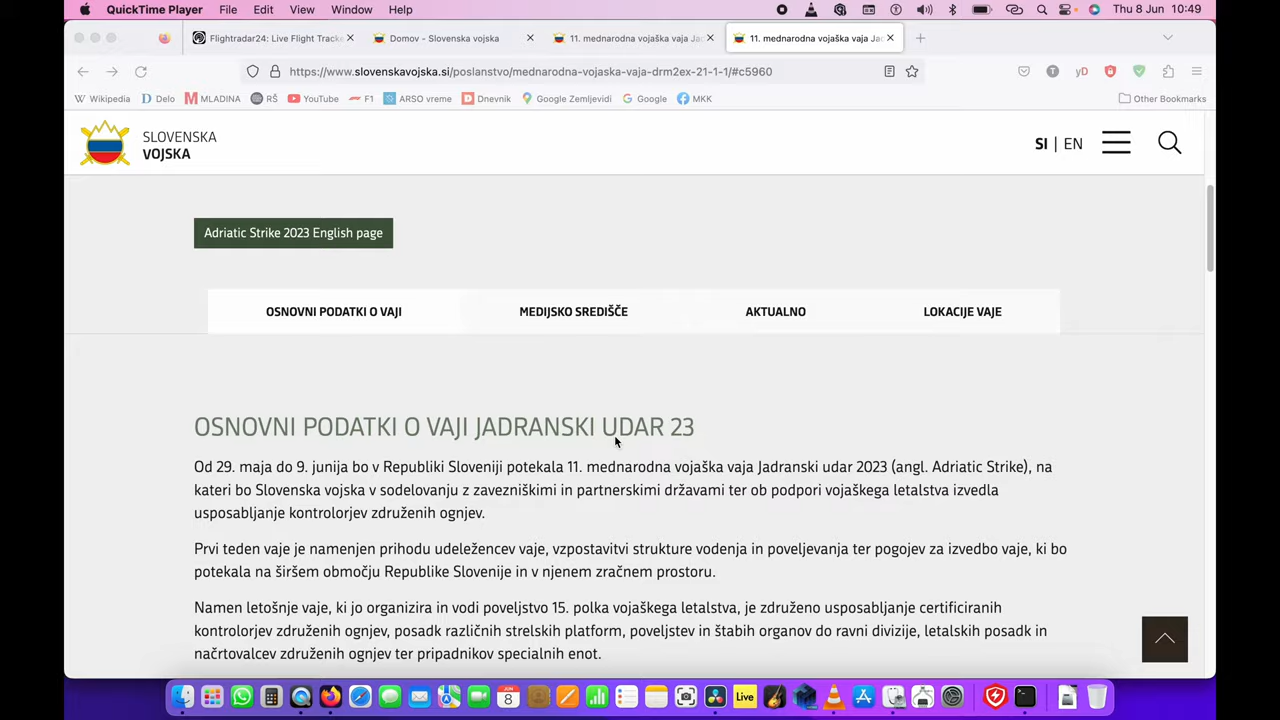 QuickTime Player File Edit View Window Help Thu 8 Jun 10:49
Flightradar24: Live Flight Tracke Domov - Slovenska vojska 11. mednarodna vojaška vaja Ja 11. mednarodna vojaška vaja Jac
https://www.slovenskavojska.si/poslanstvo/mednarodna-vojaska-vaja-drm2ex-21-1-1/#c5960
Wikipedia Delo MLADINA RŠ YouTube F1 ARSO vreme Dnevnik Google Zemljevidi Google MKK Other Bookmarks
SLOVENSKA
VOJSKA
SI | EN
Adriatic Strike 2023 English page
OSNOVNI PODATKI O VAJI MEDIJSKO SREDIŠČE AKTUALNO LOKACIJE VAJE
OSNOVNI PODATKI O VAJI JADRANSKI UDAR 23
Od 29. maja do 9. junija bo v Republiki Sloveniji potekala 11. mednarodna vojaška vaja Jadranski udar 2023 (angl. Adriatic Strike), na
kateri bo Slovenska vojska v sodelovanju z zavezniškimi in partnerskimi državami ter ob podpori vojaškega letalstva izvedla
usposabljanje kontrolorjev združenih ognjev.
Prvi teden vaje je namenjen prihodu udeležencev vaje, vzpostavitvi strukture vodenja in poveljevanja ter pogojev za izvedbo vaje, ki bo
potekala na širšem območju Republike Slovenije in v njenem zračnem prostoru.
Namen letošnje vaje, ki jo organizira in vodi poveljstvo 15. polka vojaškega letalstva, je združeno usposabljanje certificiranih
kontrolorjev združenih ognjev, posadk različnih strelskih platform, poveljstev in štabih organov do ravni divizije, letalskih posadk in
načrtovalcev združenih ognjev ter pripadnikov specialnih enot.
JUN
8
Live